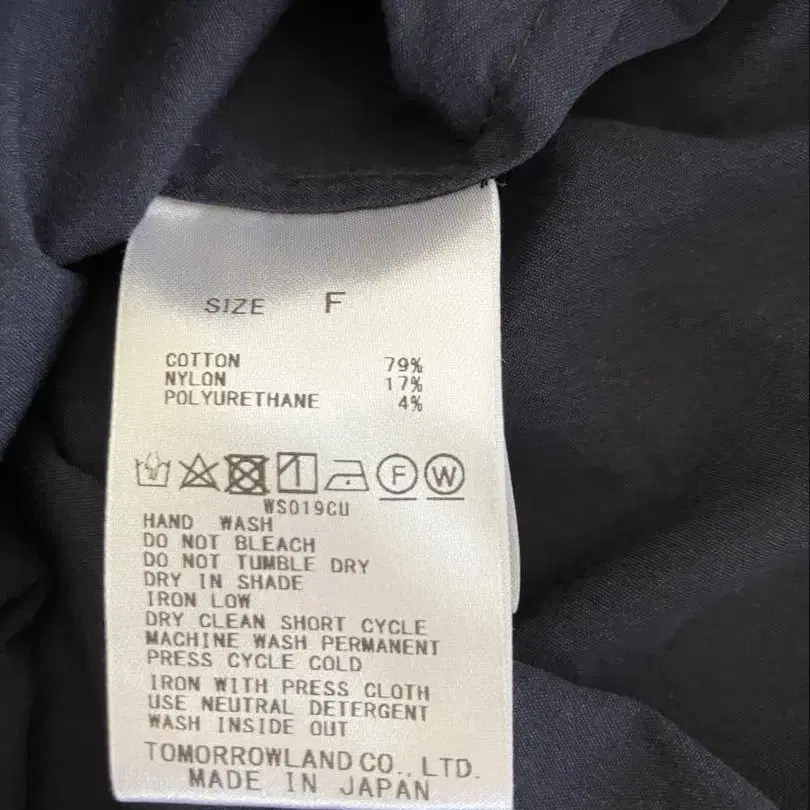 SIZE F
COTTON 79%
NYLON 17%
POLYURETHANE 4%
F W
WS019CU
HAND WASH
DO NOT BLEACH
DO NOT TUMBLE DRY
DRY IN SHADE
IRON LOW
DRY CLEAN SHORT CYCLE
MACHINE WASH PERMANENT
PRESS CYCLE COLD
IRON WITH PRESS CLOTH
USE NEUTRAL DETERGENT
WASH INSIDE OUT
TOMORROWLAND CO., LTD.
MADE IN JAPAN